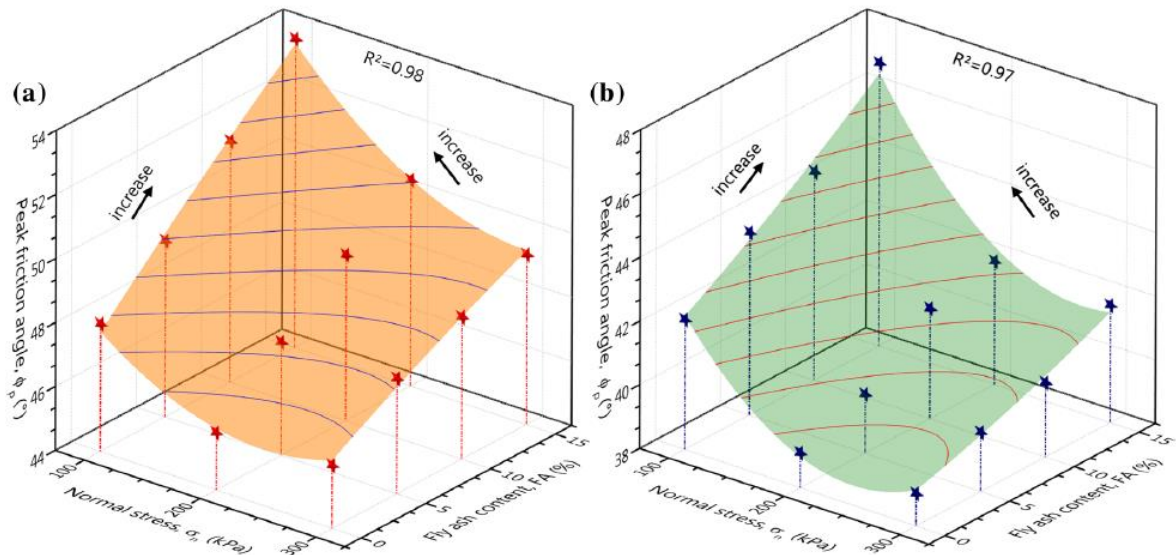 (a)
R²=0.98
increase
increase
Peak friction angle, ϕp (°)
54
52
50
48
46
44
100
200
300
Normal stress, σn (kPa)
0
5
10
15
Fly ash content, FA (%)
(b)
R²=0.97
increase
increase
Peak friction angle, ϕp (°)
48
46
44
42
40
38
100
200
300
Normal stress, σn (kPa)
0
5
10
15
Fly ash content, FA (%)